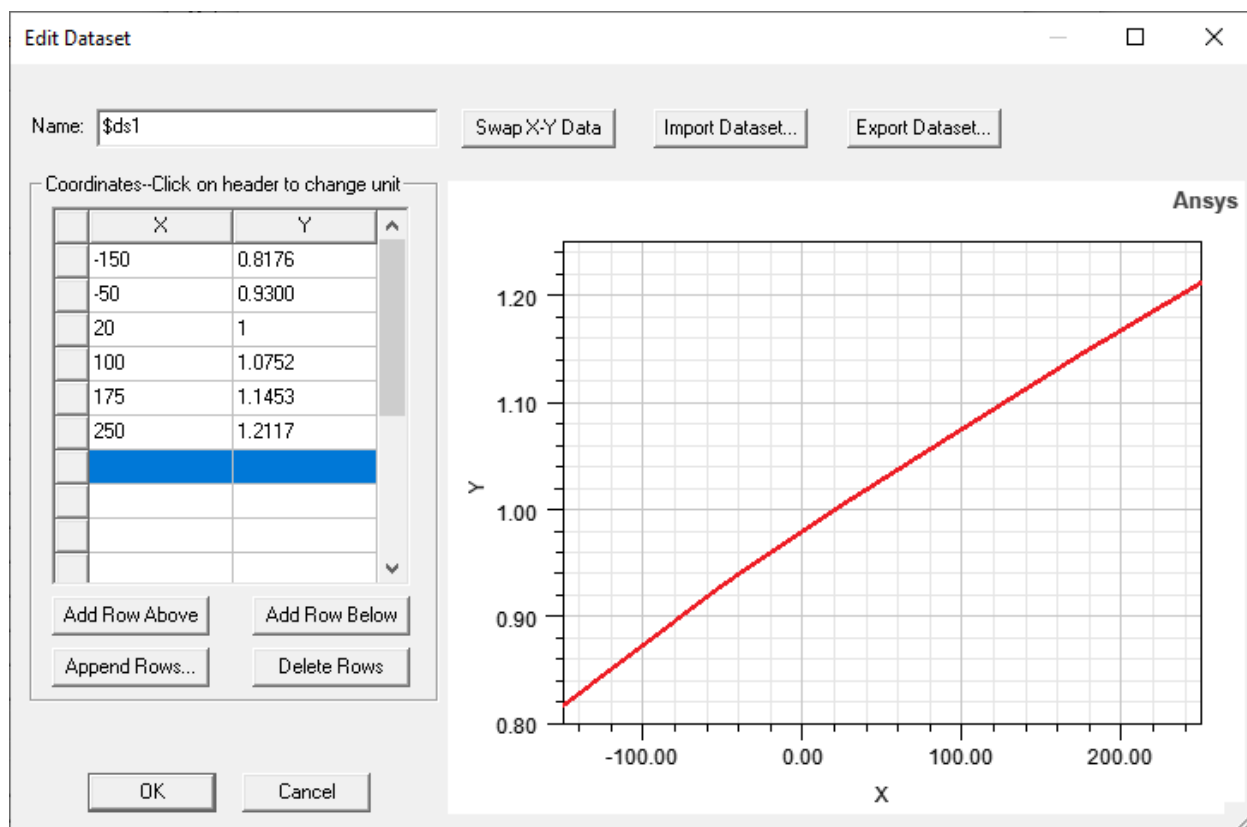 Edit Dataset
Name: $ds1 Swap X-Y Data Import Dataset... Export Dataset...
Coordinates--Click on header to change unit
X Y
-150 0.8176
-50 0.9300
20 1
100 1.0752
175 1.1453
250 1.2117
Add Row Above Add Row Below
Append Rows... Delete Rows
OK Cancel
Ansys
1.20
1.10
1.00
0.90
0.80
Y
-100.00 0.00 100.00 200.00
X